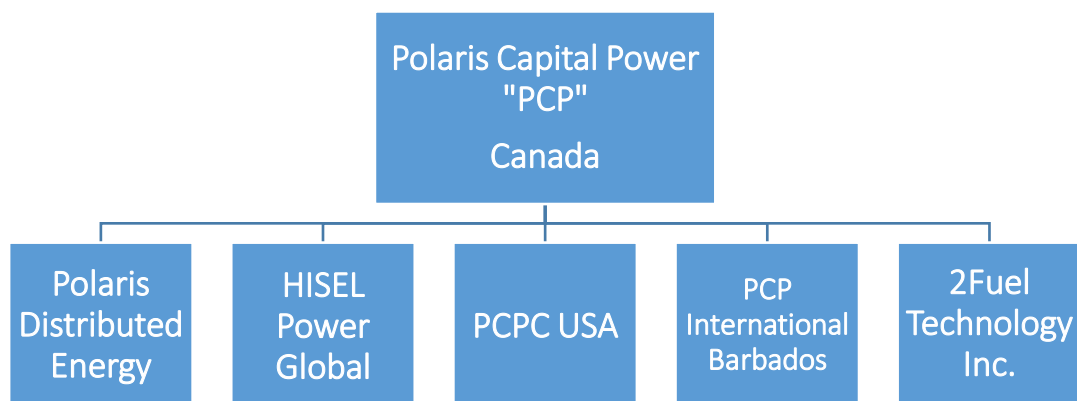 Polaris Capital Power
"PCP"
Canada
Polaris
Distributed
Energy
HISEL
Power
Global
PCPC USA
PCP
International
Barbados
2Fuel
Technology
Inc.